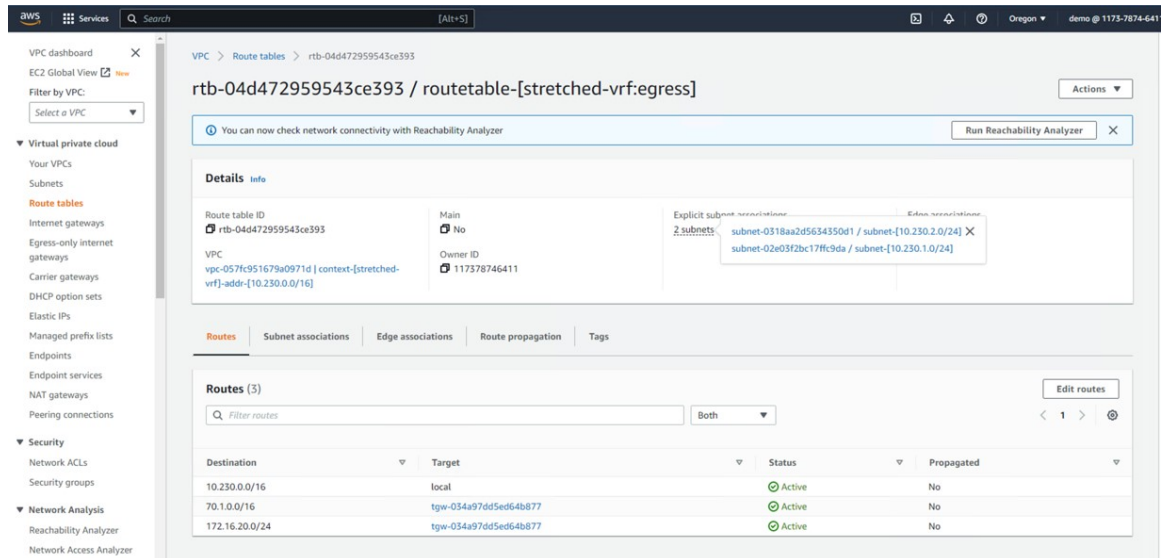 aws
Services
Search
[Alt+S]
Oregon ▼
demo @ 1173-7874-641
VPC dashboard
EC2 Global View New
Filter by VPC:
Select a VPC
Virtual private cloud
Your VPCs
Subnets
Route tables
Internet gateways
Egress-only internet
gateways
Carrier gateways
DHCP option sets
Elastic IPs
Managed prefix lists
Endpoints
Endpoint services
NAT gateways
Peering connections
Security
Network ACLs
Security groups
Network Analysis
Reachability Analyzer
Network Access Analyzer
VPC > Route tables > rtb-04d472959543ce393
rtb-04d472959543ce393 / routetable-[stretched-vrf:egress]
Actions ▼
You can now check network connectivity with Reachability Analyzer
Run Reachability Analyzer
Details Info
Route table ID
rtb-04d472959543ce393
Main
No
Explicit subnet associations
2 subnets
Edge associations
subnet-0318aa2d5634350d1 / subnet-[10.230.2.0/24]
subnet-02e03f2bc17ffc9da / subnet-[10.230.1.0/24]
VPC
vpc-057fc951679a0971d | context-[stretched-
vrf]-addr-[10.230.0.0/16]
Owner ID
117378746411
Routes
Subnet associations
Edge associations
Route propagation
Tags
Routes (3)
Edit routes
Filter routes
Both
1
Destination Target Status Propagated
10.230.0.0/16 local Active No
70.1.0.0/16 tgw-034a97dd5ed64b877 Active No
172.16.20.0/24 tgw-034a97dd5ed64b877 Active No